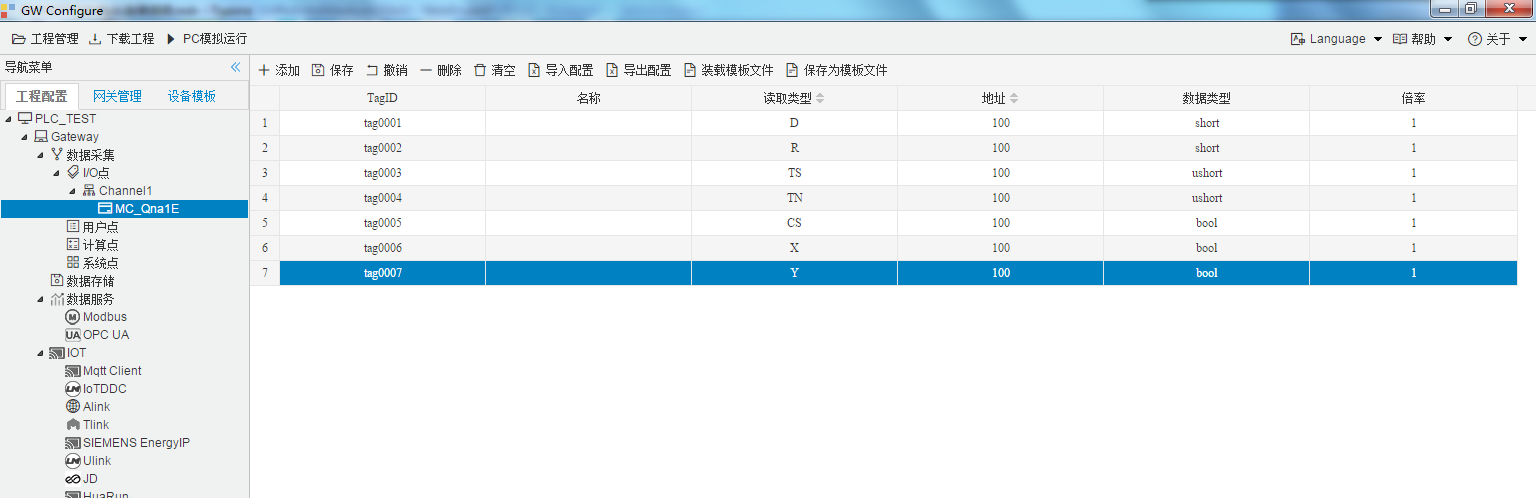 GW Configure
工程管理 下载工程 PC模拟运行 Language 帮助 关于
导航菜单
添加 保存 撤消 删除 清空 导入配置 导出配置 装载模板文件 保存为模板文件
工程配置 网关管理 设备模板
TagID 名称 读取类型 地址 数据类型 倍率
1 tag0001 D 100 short 1
2 tag0002 R 100 short 1
3 tag0003 TS 100 ushort 1
4 tag0004 TN 100 ushort 1
5 tag0005 CS 100 bool 1
6 tag0006 X 100 bool 1
7 tag0007 Y 100 bool 1
PLC_TEST
Gateway
数据采集
I/O点
Channel1
MC_Qna1E
用户点
计算点
系统点
数据存储
数据服务
Modbus
UA OPC UA
IOT
Mqtt Client
IoTDDC
Alink
Tlink
SIEMENS EnergyIP
Ulink
JD
HuaRun